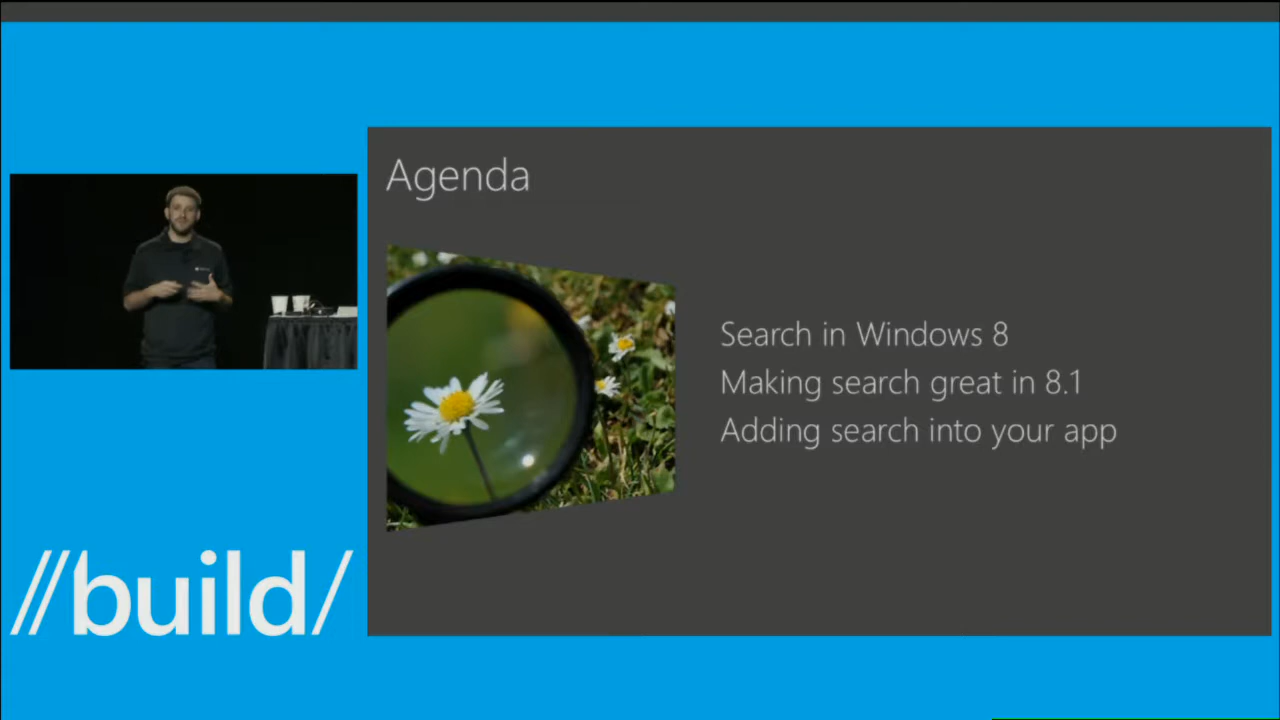 Agenda
Search in Windows 8
Making search great in 8.1
Adding search into your app
//build/